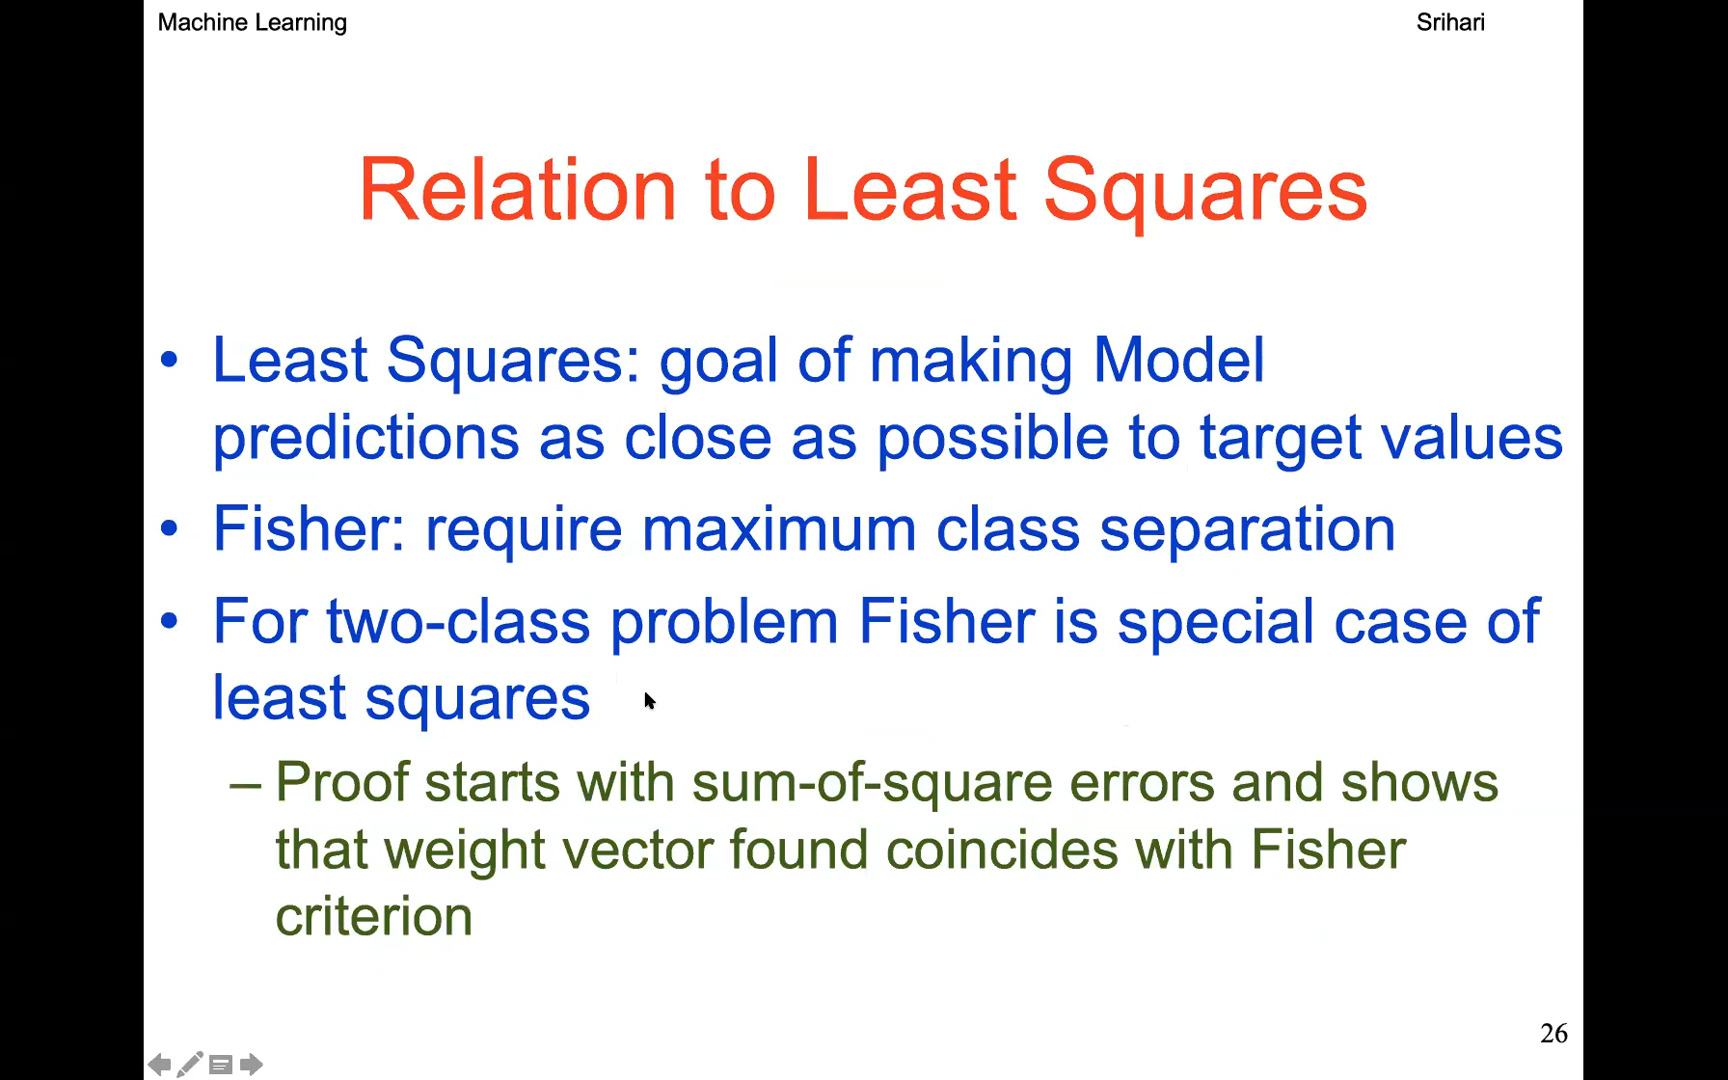 Machine Learning
Srihari
Relation to Least Squares
• Least Squares: goal of making Model
predictions as close as possible to target values
• Fisher: require maximum class separation
• For two-class problem Fisher is special case of
least squares
– Proof starts with sum-of-square errors and shows
that weight vector found coincides with Fisher
criterion
26